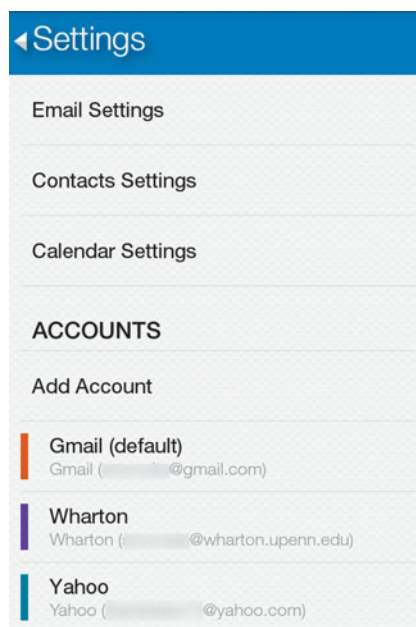 Settings
Email Settings
Contacts Settings
Calendar Settings
ACCOUNTS
Add Account
Gmail (default)
Gmail ( @gmail.com)
Wharton
Wharton ( @wharton.upenn.edu)
Yahoo
Yahoo ( @yahoo.com)